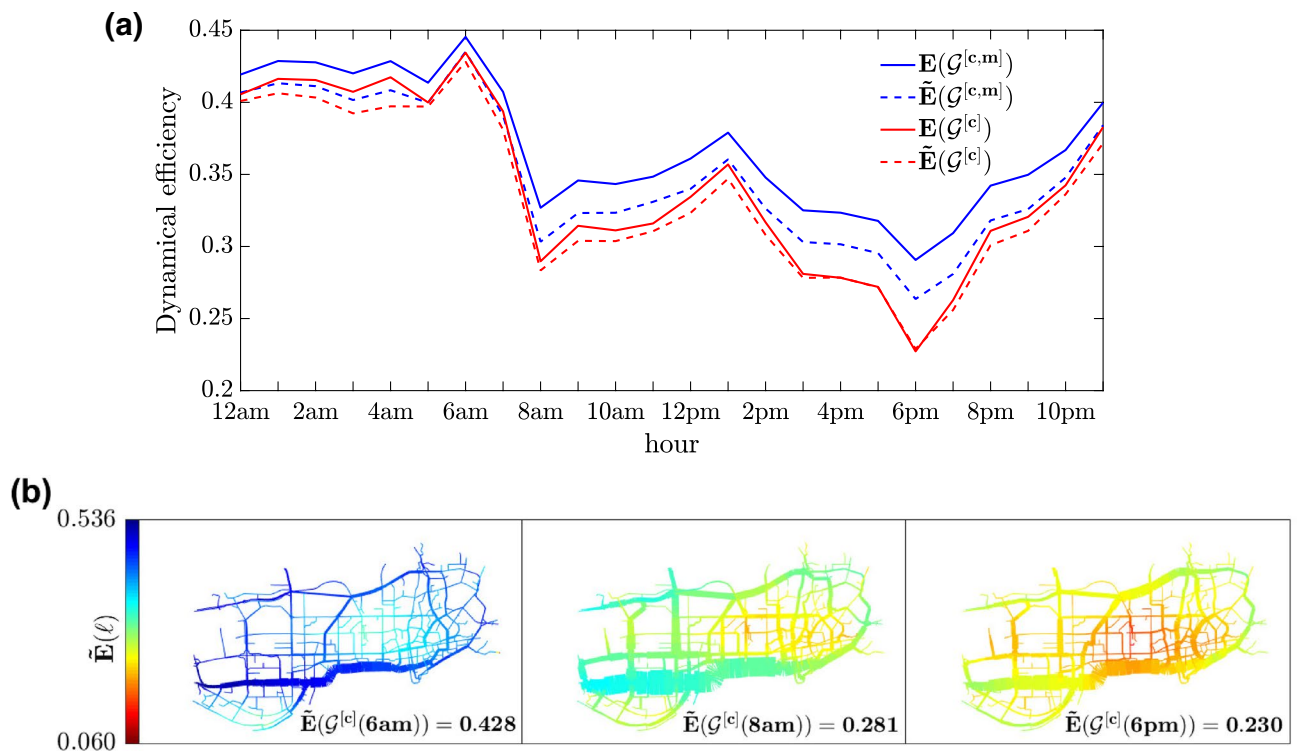 (a)
0.45
0.4
0.35
0.3
0.25
0.2
Dynamical efficiency
E(𝒢[c,m])
Ẽ(𝒢[c,m])
E(𝒢[c])
Ẽ(𝒢[c])
12am 2am 4am 6am 8am 10am 12pm 2pm 4pm 6pm 8pm 10pm
hour
(b)
0.536
Ẽ(ℓ)
0.060
Ẽ(𝒢[c](6am)) = 0.428
Ẽ(𝒢[c](8am)) = 0.281
Ẽ(𝒢[c](6pm)) = 0.230